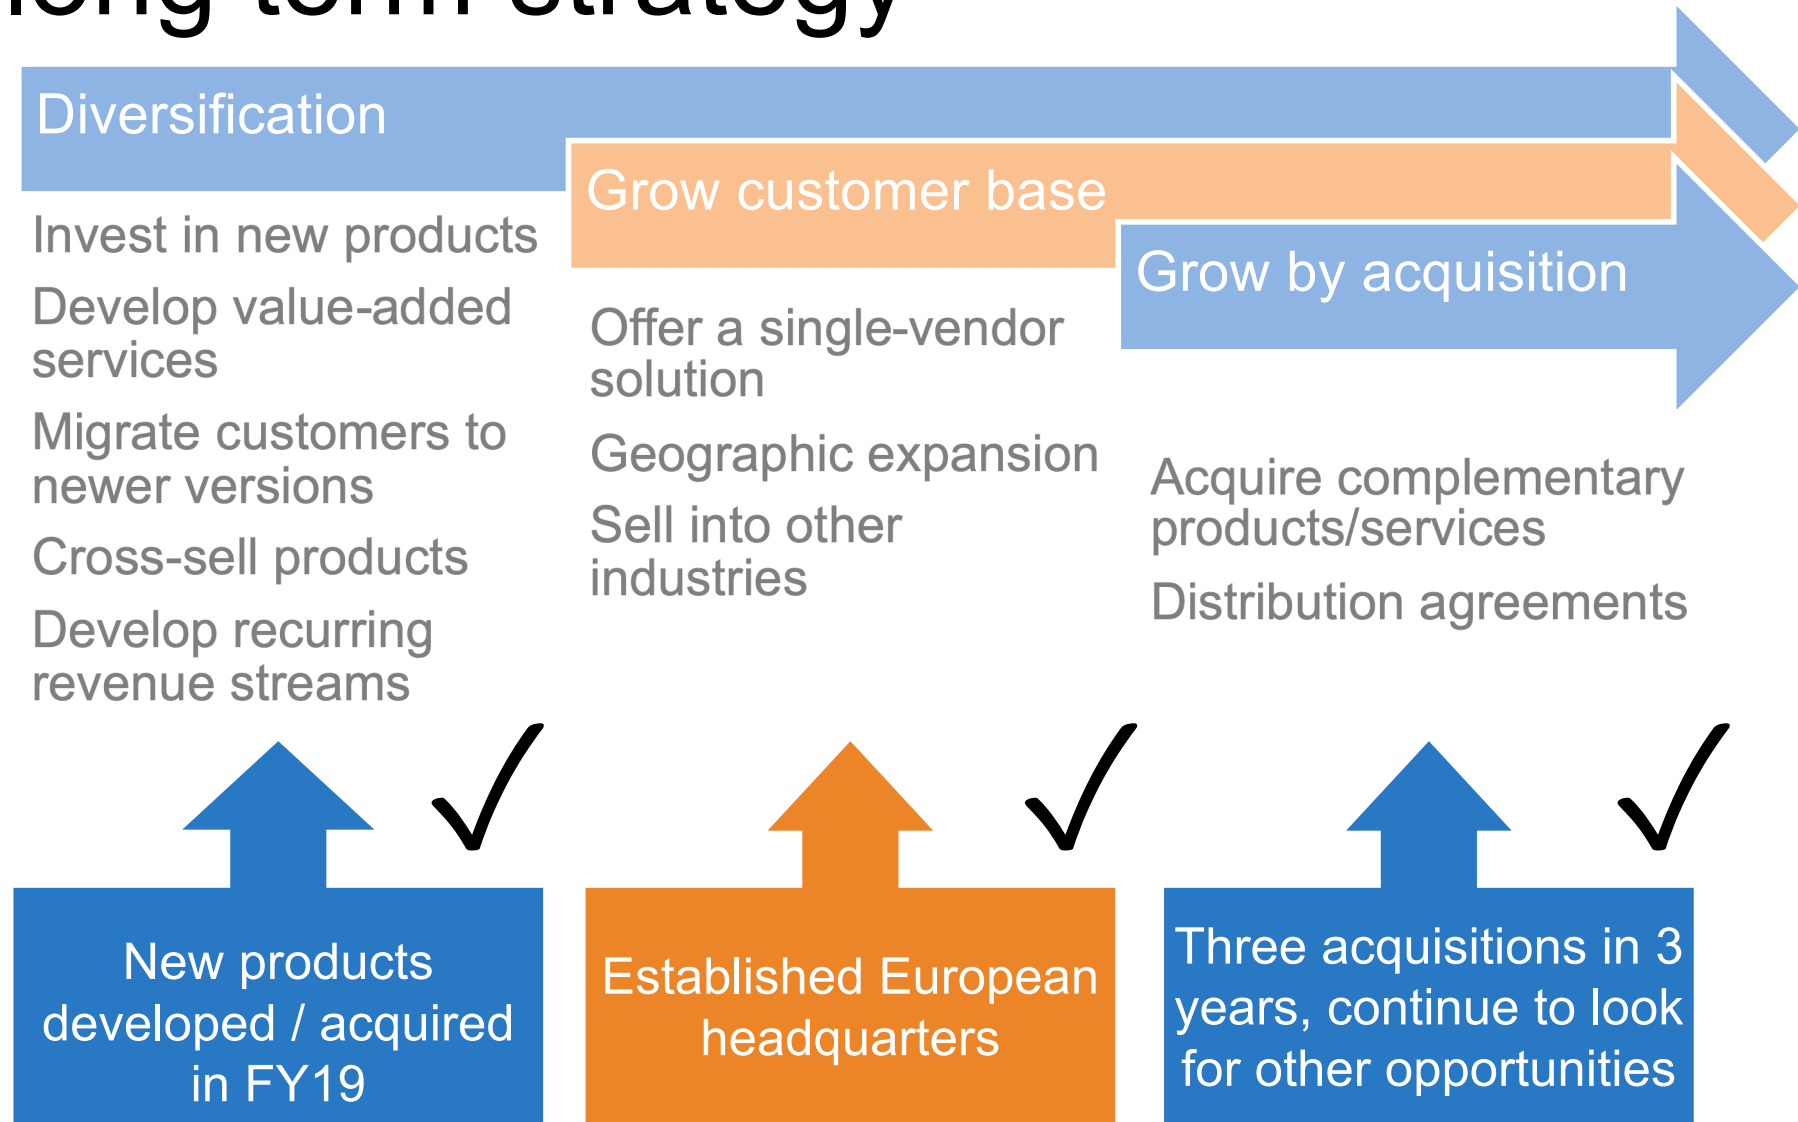 long term strategy
Diversification
Grow customer base
Grow by acquisition
Invest in new products
Develop value-added
services
Migrate customers to
newer versions
Cross-sell products
Develop recurring
revenue streams
Offer a single-vendor
solution
Geographic expansion
Sell into other
industries
Acquire complementary
products/services
Distribution agreements
New products
developed / acquired
in FY19
Established European
headquarters
Three acquisitions in 3
years, continue to look
for other opportunities